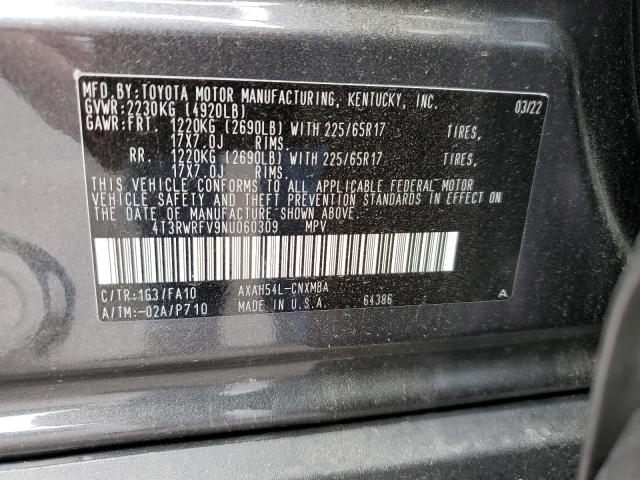 MFD. BY: TOYOTA MOTOR MANUFACTURING, KENTUCKY, INC. 03/22
GVWR: 2230KG (4920LB)
GAWR: FRT. 1220KG (2690LB) WITH 225/65R17 TIRES,
17X7.0J RIMS.
RR. 1220KG (2690LB) WITH 225/65R17 TIRES,
17X7.0J RIMS.
THIS VEHICLE CONFORMS TO ALL APPLICABLE FEDERAL MOTOR
VEHICLE SAFETY AND THEFT PREVENTION STANDARDS IN EFFECT
ON THE DATE OF MANUFACTURE SHOWN ABOVE.
4T3RWRFV9NU060309 MPV
C/TR:1G3/FA10 AXAH54L-CNXMBA A
A/TM:-02A/P710 MADE IN U.S.A. 64386